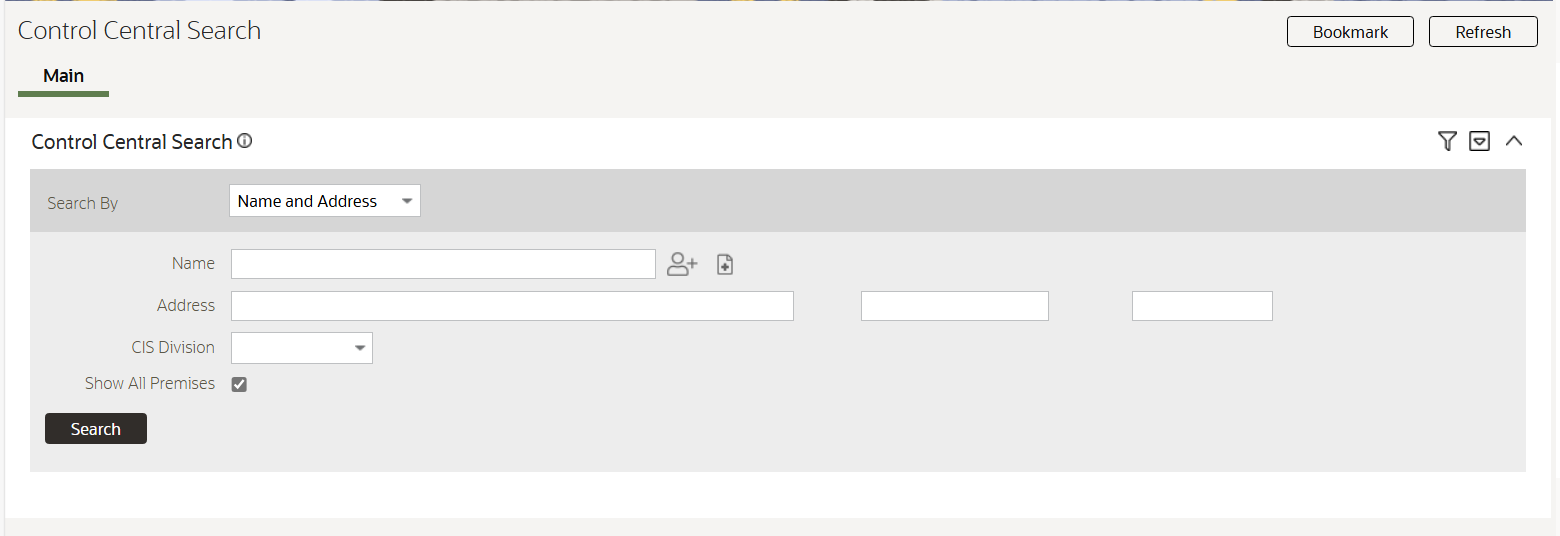 Control Central Search
Bookmark
Refresh
Main
Control Central Search
Search By
Name and Address
Name
Address
CIS Division
Show All Premises
Search